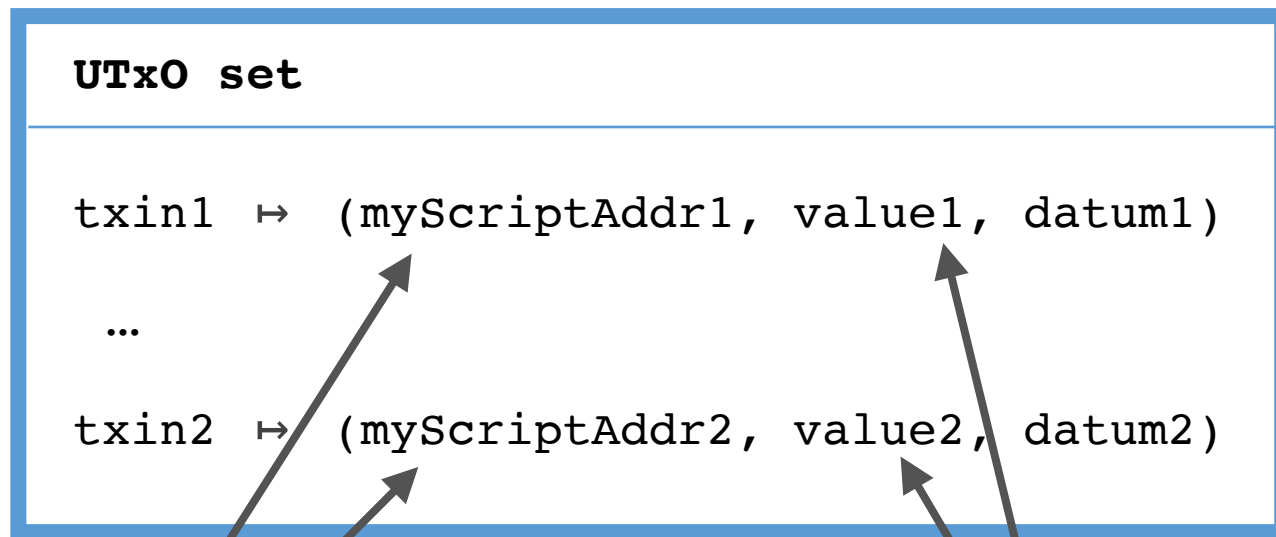 UTxO set
txin1 ↦ (myScriptAddr1, value1, datum1)
…
txin2 ↦ (myScriptAddr2, value2, datum2)